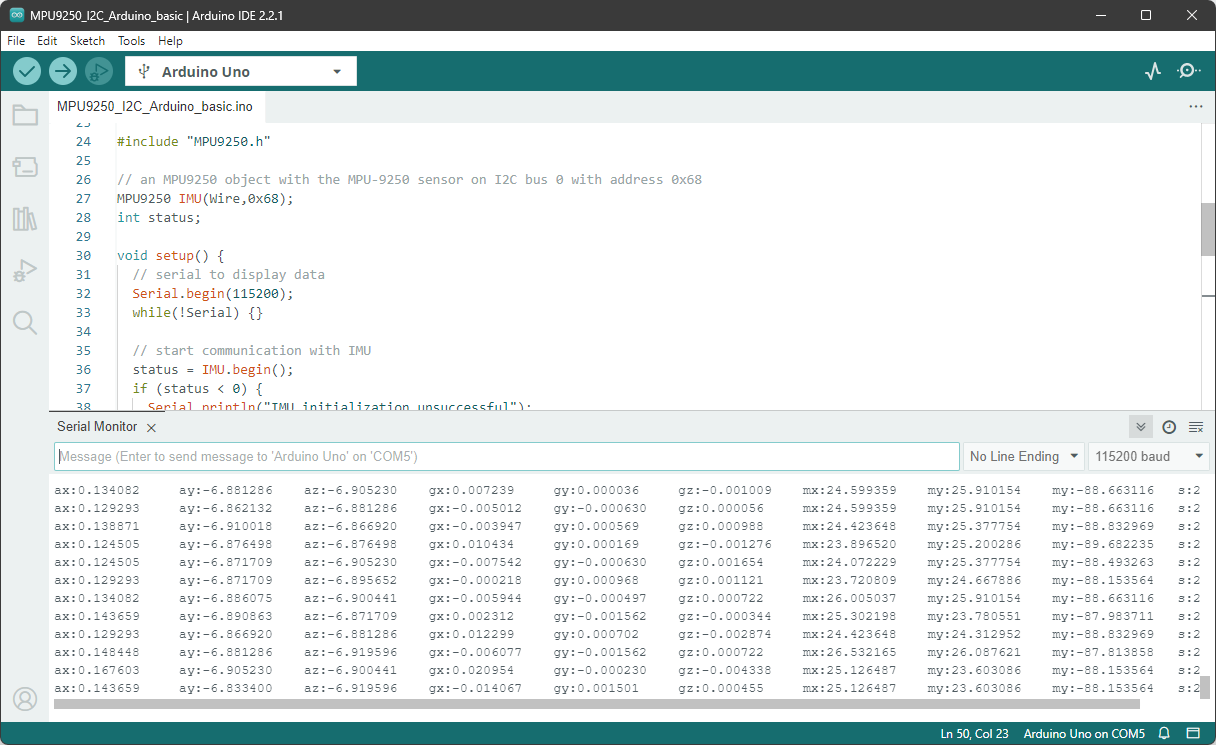 MPU9250_I2C_Arduino_basic | Arduino IDE 2.2.1
File Edit Sketch Tools Help
Arduino Uno
MPU9250_I2C_Arduino_basic.ino
24 #include "MPU9250.h"
25
26 // an MPU9250 object with the MPU-9250 sensor on I2C bus 0 with address 0x68
27 MPU9250 IMU(Wire,0x68);
28 int status;
29
30 void setup() {
31 // serial to display data
32 Serial.begin(115200);
33 while(!Serial) {}
34
35 // start communication with IMU
36 status = IMU.begin();
37 if (status < 0) {
38 Serial.println("IMU initialization unsuccessful");
Serial Monitor
Message (Enter to send message to 'Arduino Uno' on 'COM5') No Line Ending 115200 baud
ax:0.134082 ay:-6.881286 az:-6.905230 gx:0.007239 gy:0.000036 gz:-0.001009 mx:24.599359 my:25.910154 my:-88.663116 s:2
ax:0.129293 ay:-6.862132 az:-6.881286 gx:-0.005012 gy:-0.000630 gz:0.000056 mx:24.599359 my:25.910154 my:-88.663116 s:2
ax:0.138871 ay:-6.910018 az:-6.866920 gx:-0.003947 gy:0.000569 gz:0.000988 mx:24.423648 my:25.377754 my:-88.832969 s:2
ax:0.124505 ay:-6.876498 az:-6.876498 gx:0.010434 gy:0.000169 gz:-0.001276 mx:23.896520 my:25.200286 my:-89.682235 s:2
ax:0.124505 ay:-6.871709 az:-6.905230 gx:-0.007542 gy:-0.000630 gz:0.001654 mx:24.072229 my:25.377754 my:-88.493263 s:2
ax:0.129293 ay:-6.871709 az:-6.895652 gx:-0.000218 gy:0.000968 gz:0.001121 mx:23.720809 my:24.667886 my:-88.153564 s:2
ax:0.134082 ay:-6.886075 az:-6.900441 gx:-0.005944 gy:-0.000497 gz:0.000722 mx:26.005037 my:25.910154 my:-88.663116 s:2
ax:0.143659 ay:-6.890863 az:-6.871709 gx:0.002312 gy:-0.001562 gz:-0.000344 mx:25.302198 my:23.780551 my:-87.983711 s:2
ax:0.129293 ay:-6.866920 az:-6.881286 gx:0.012299 gy:0.000702 gz:-0.002874 mx:24.423648 my:24.312952 my:-88.832969 s:2
ax:0.148448 ay:-6.881286 az:-6.919596 gx:-0.006077 gy:-0.001562 gz:0.000722 mx:26.532165 my:26.087621 my:-87.813858 s:2
ax:0.167603 ay:-6.905230 az:-6.900441 gx:0.020954 gy:-0.000230 gz:-0.004338 mx:25.126487 my:23.603086 my:-88.153564 s:2
ax:0.143659 ay:-6.833400 az:-6.919596 gx:-0.014067 gy:0.001501 gz:0.000455 mx:25.126487 my:23.603086 my:-88.153564 s:2
Ln 50, Col 23 Arduino Uno on COM5